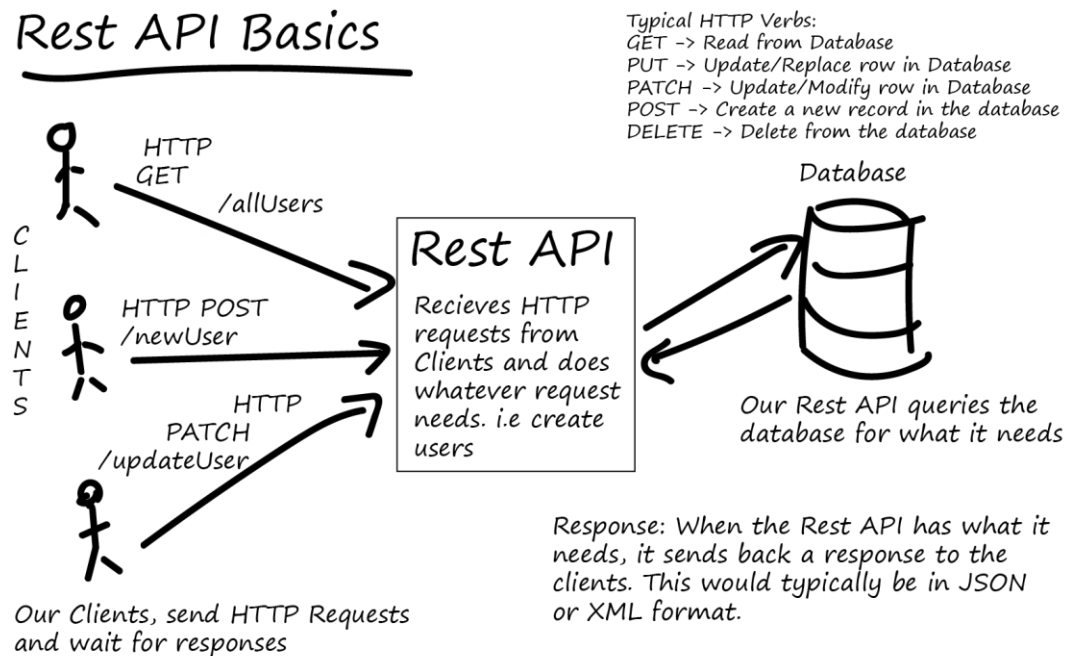 Rest API Basics
Typical HTTP Verbs:
GET -> Read from Database
PUT -> Update/Replace row in Database
PATCH -> Update/Modify row in Database
POST -> Create a new record in the database
DELETE -> Delete from the database
CLIENTS
HTTP
GET
/allUsers
HTTP POST
/newUser
HTTP
PATCH
/updateUser
Our Clients, send HTTP Requests
and wait for responses
Rest API
Recieves HTTP
requests from
Clients and does
whatever request
needs. i.e create
users
Database
Our Rest API queries the
database for what it needs
Response: When the Rest API has what it
needs, it sends back a response to the
clients. This would typically be in JSON
or XML format.